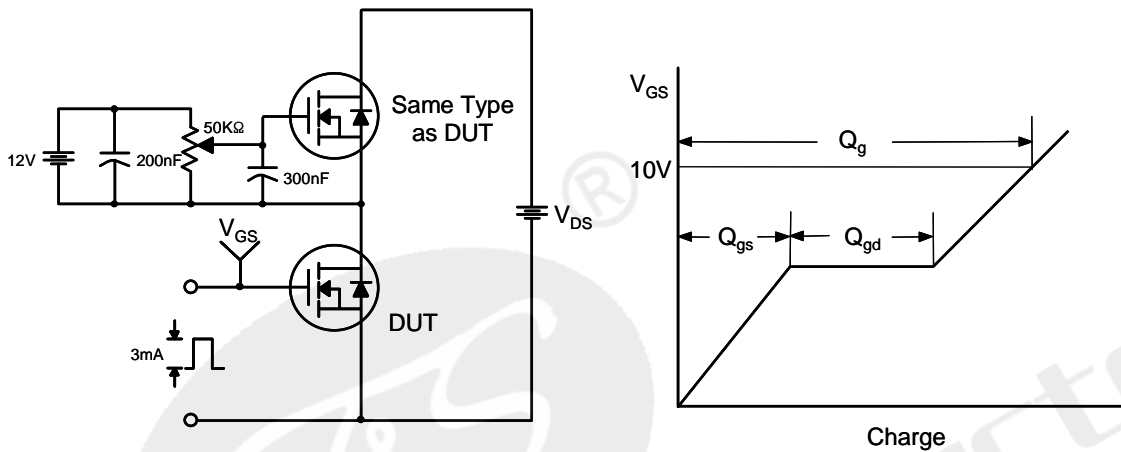 Same Type
as DUT
50KΩ
12V
200nF
300nF
V_GS
V_DS
DUT
3mA
®
V_GS
Q_g
10V
Q_gs
Q_gd
Charge